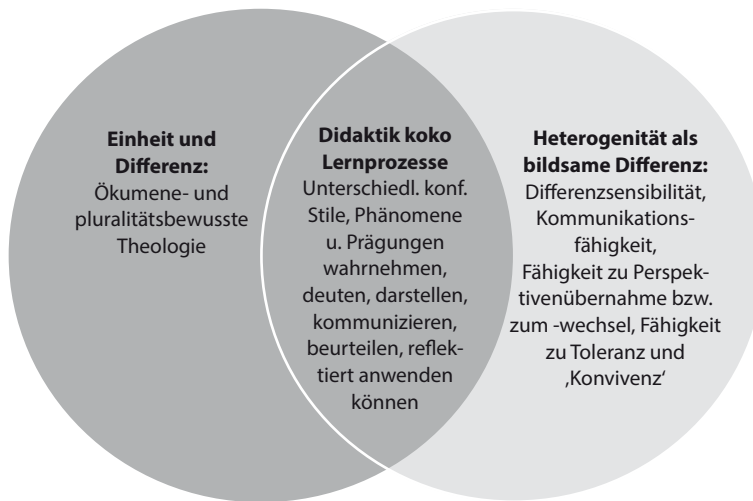 Einheit und
Differenz:
Ökumene- und
pluralitätsbewusste
Theologie
Didaktik koko
Lernprozesse
Unterschiedl. konf.
Stile, Phänomene
u. Prägungen
wahrnehmen,
deuten, darstellen,
kommunizieren,
beurteilen, reflek-
tiert anwenden
können
Heterogenität als
bildsame Differenz:
Differenzsensibilität,
Kommunikations-
fähigkeit,
Fähigkeit zu Perspek-
tivenübernahme bzw.
zum -wechsel, Fähigkeit
zu Toleranz und
‚Konvivenz‘